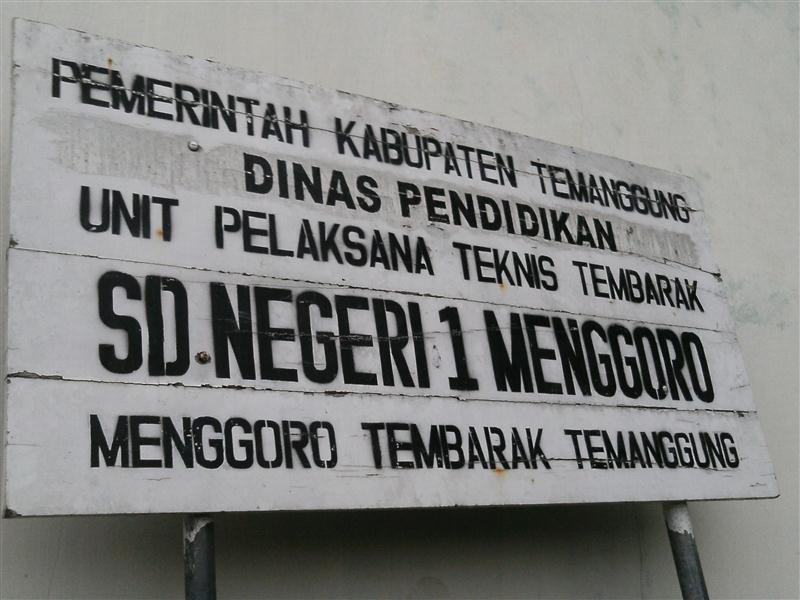 PEMERINTAH KABUPATEN TEMANGGUNG
DINAS PENDIDIKAN
UNIT PELAKSANA TEKNIS TEMBARAK
SD.NEGERI 1 MENGGORO
MENGGORO TEMBARAK TEMANGGUNG